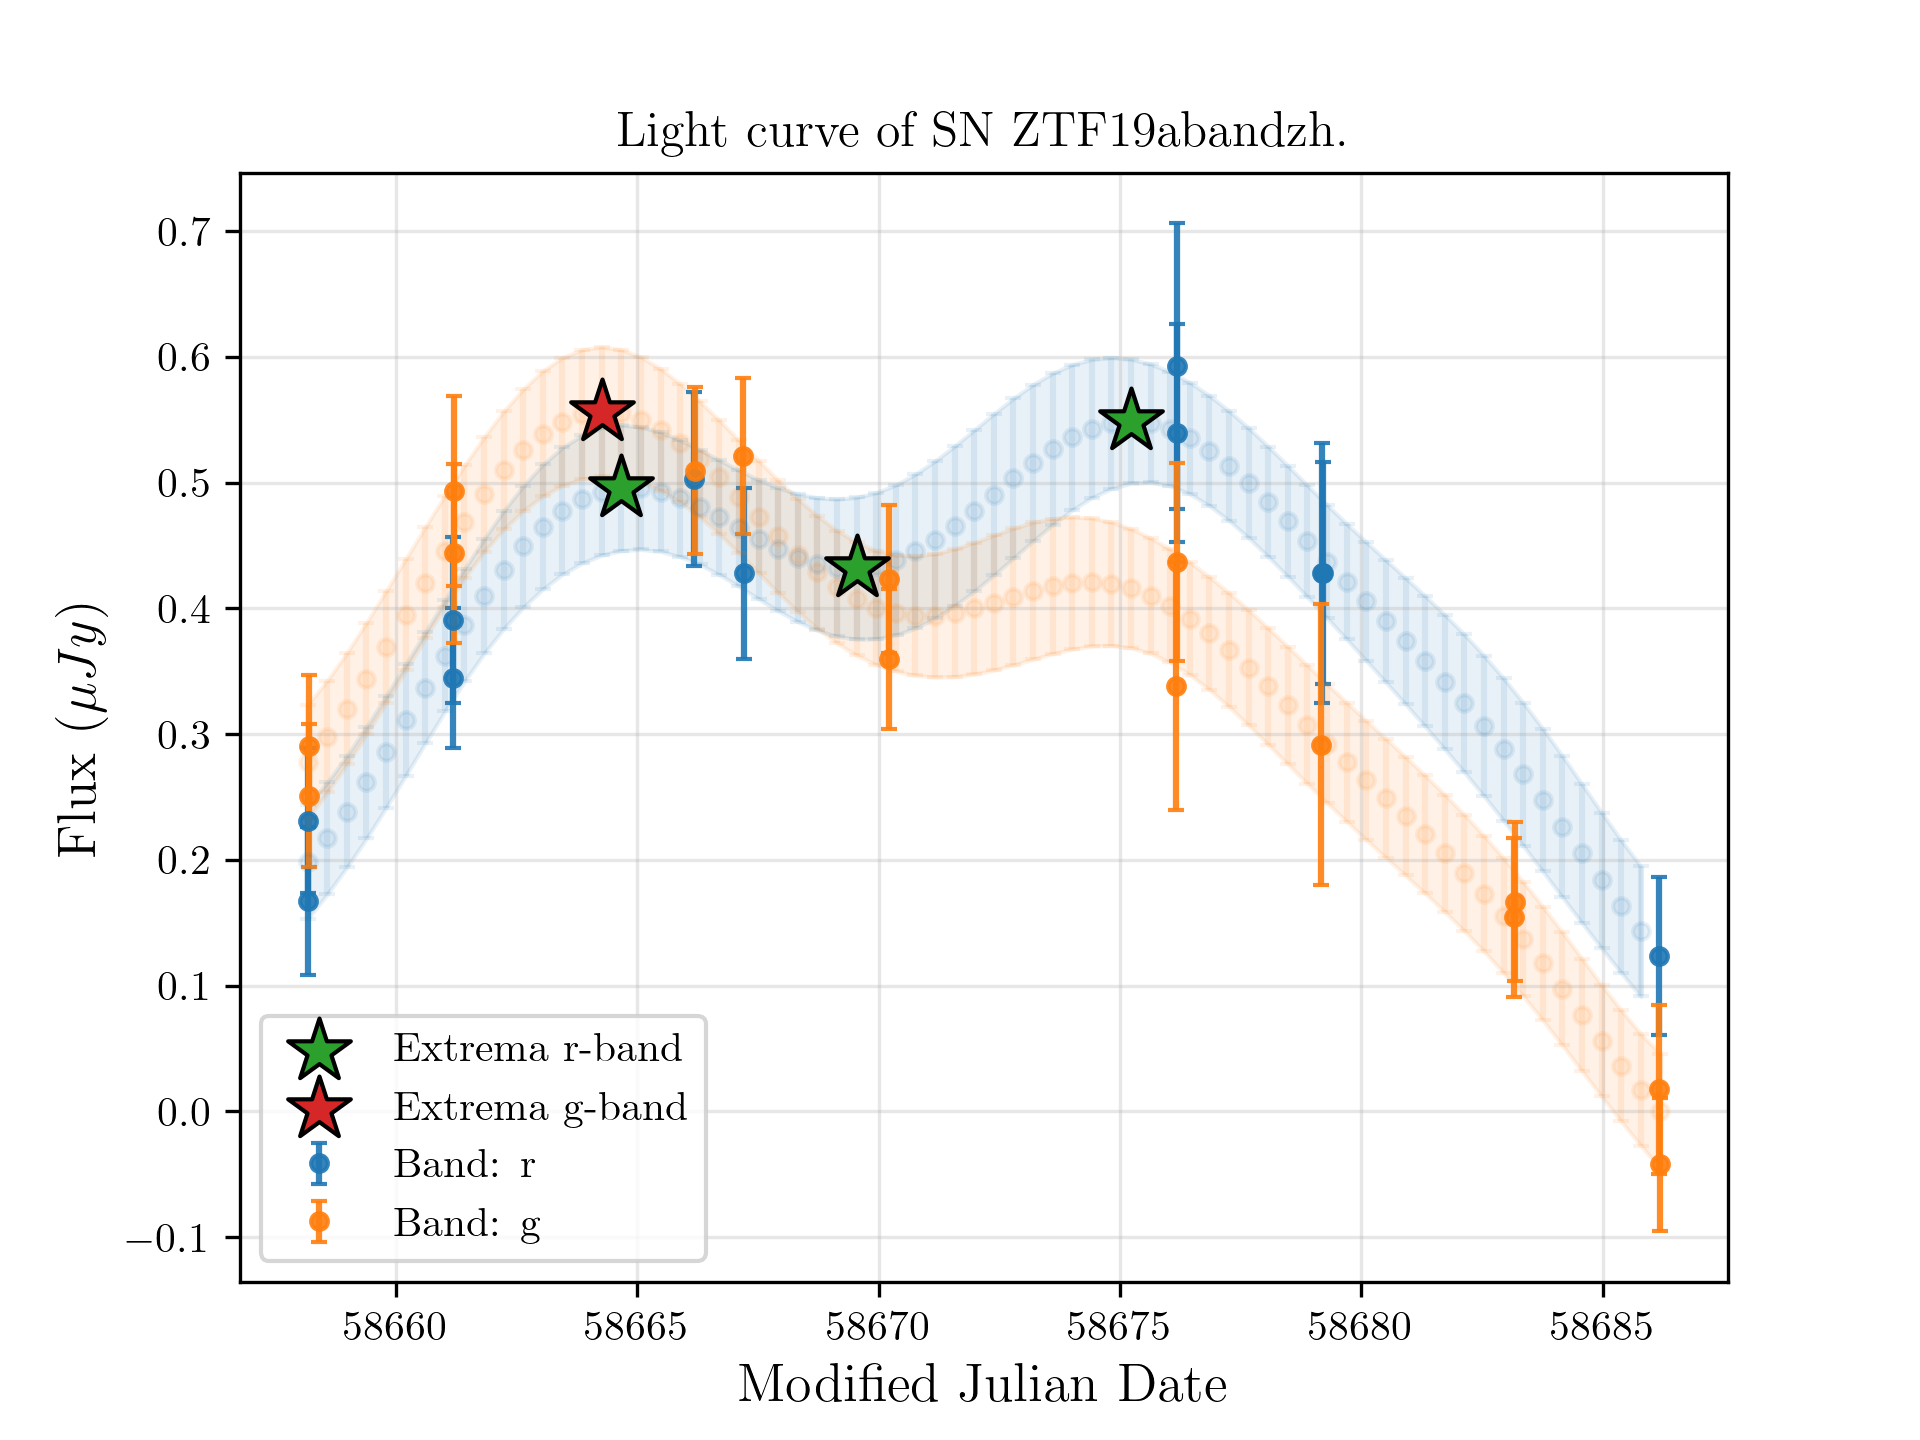 Light curve of SN ZTF19abandzh.
0.7
0.6
0.5
0.4
0.3
0.2
0.1
0.0
−0.1
Flux (μJy)
Extrema r-band
Extrema g-band
Band: r
Band: g
58660 58665 58670 58675 58680 58685
Modified Julian Date